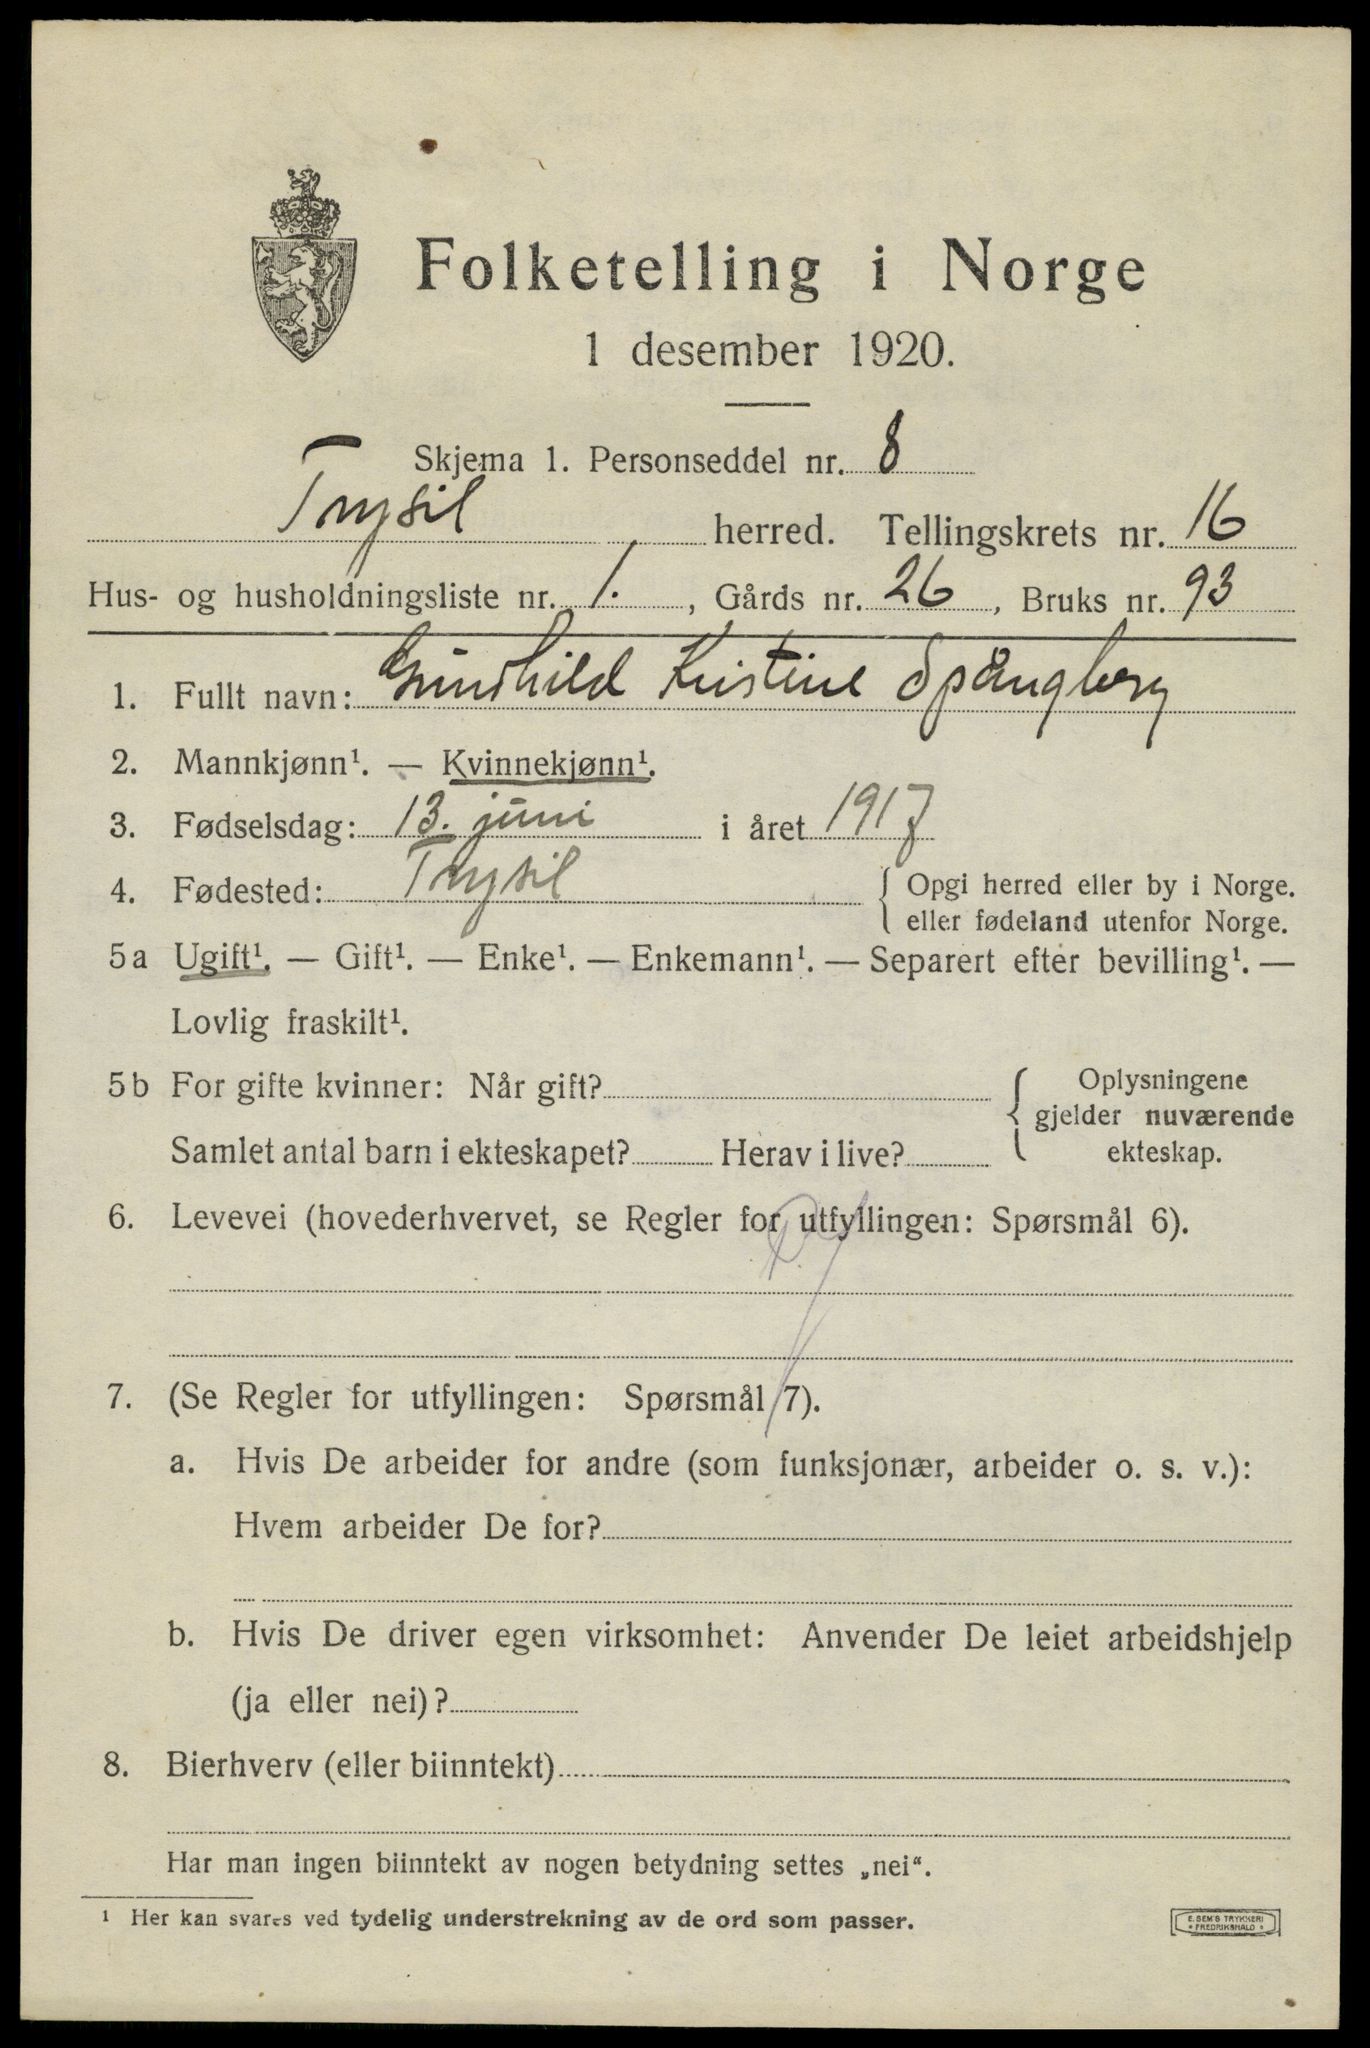 Folketelling i Norge
1 desember 1920.
Skjema 1. Personseddel nr. 8
Trysil herred. Tellingskrets nr. 16
Hus- og husholdningsliste nr. 1. , Gårds nr. 26 , Bruks nr. 93
1. Fullt navn: Gunhild Kristine Spångberg
2. Mannkjønn¹. — Kvinnekjønn¹.
3. Fødselsdag: 13. juni i året 1917
4. Fødested: Trysil { Opgi herred eller by i Norge.
eller fødeland utenfor Norge.
5a Ugift¹. — Gift¹. — Enke¹. — Enkemann¹. — Separert efter bevilling¹. —
Lovlig fraskilt¹.
5b For gifte kvinner: Når gift? { Oplysningene
gjelder nuværende
ekteskap.
Samlet antal barn i ekteskapet? Herav i live?
6. Levevei (hovederhvervet, se Regler for utfyllingen: Spørsmål 6).
7. (Se Regler for utfyllingen: Spørsmål 7).
a. Hvis De arbeider for andre (som funksjonær, arbeider o. s. v.):
Hvem arbeider De for?
b. Hvis De driver egen virksomhet: Anvender De leiet arbeidshjelp
(ja eller nei)?
8. Bierhverv (eller biinntekt)
Har man ingen biinntekt av nogen betydning settes „nei“.
¹ Her kan svares ved tydelig understrekning av de ord som passer.
E. SEM'S TRYKKERI
* FREDRIKSHALD *